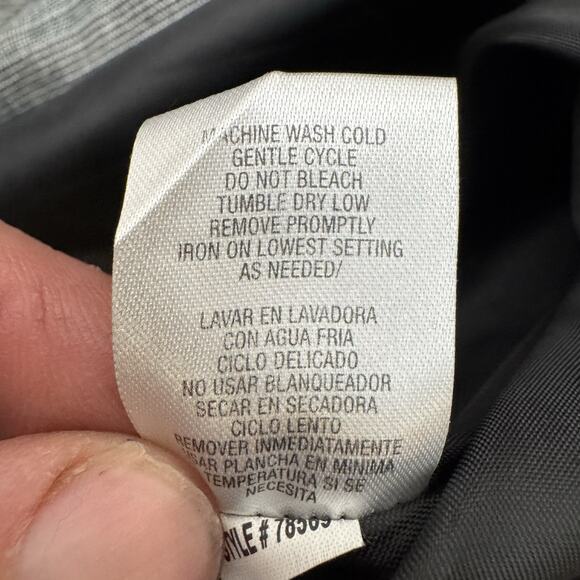 MACHINE WASH COLD
GENTLE CYCLE
DO NOT BLEACH
TUMBLE DRY LOW
REMOVE PROMPTLY
IRON ON LOWEST SETTING
AS NEEDED/
LAVAR EN LAVADORA
CON AGUA FRIA
CICLO DELICADO
NO USAR BLANQUEADOR
SECAR EN SECADORA
CICLO LENTO
REMOVER INMEDIATAMENTE
USAR PLANCHA EN MINIMA
TEMPERATURA SI SE
NECESITA
STYLE #